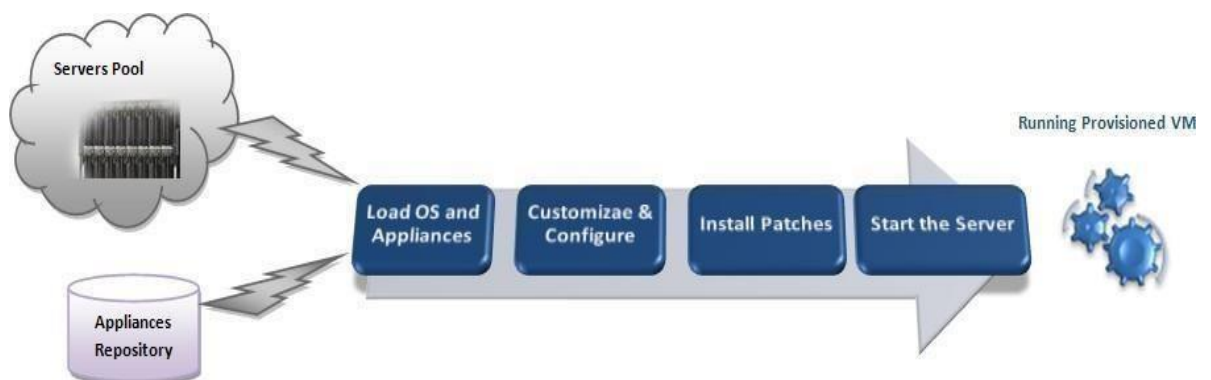 Servers Pool
Running Provisioned VM
Load OS and
Appliances
Customizae &
Configure
Install Patches
Start the Server
Appliances
Repository